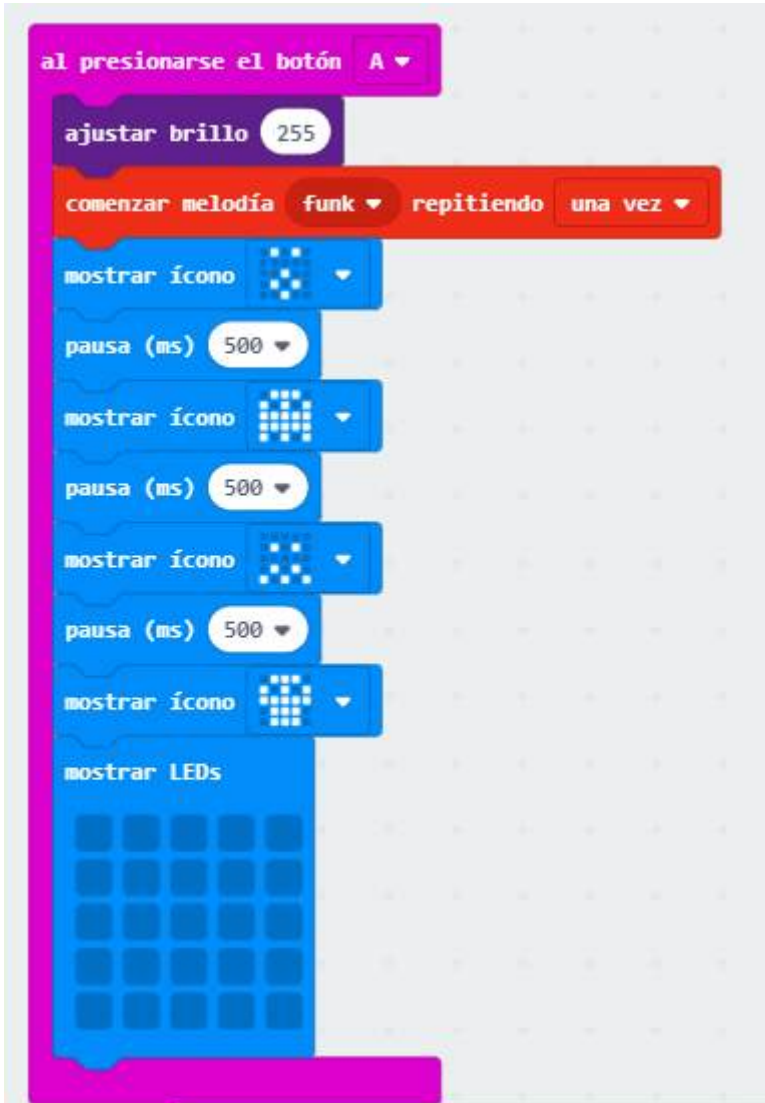 al presionarse el botón A
ajustar brillo 255
comenzar melodía funk repitiendo una vez
mostrar ícono
pausa (ms) 500
mostrar ícono
pausa (ms) 500
mostrar ícono
pausa (ms) 500
mostrar ícono
mostrar LEDs